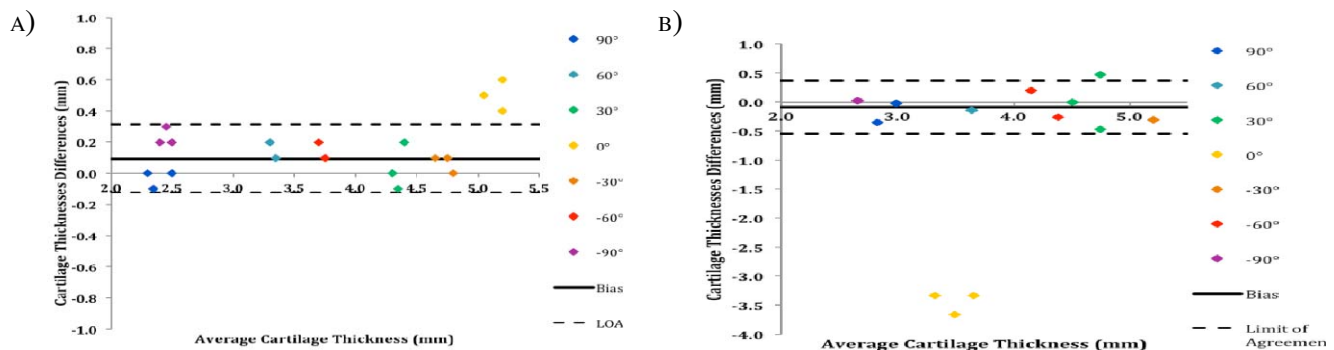 A)
Cartilage Thicknesses Differences (mm)
1.0
0.8
0.6
0.4
0.2
0.0
-0.2
-0.4
-0.6
-0.8
-1.0
2.0 2.5 3.0 3.5 4.0 4.5 5.0 5.5
Average Cartilage Thickness (mm)
90°
60°
30°
0°
-30°
-60°
-90°
Bias
LOA
B)
Cartilage Thicknesses Differences (mm)
1.0
0.5
0.0
-0.5
-1.0
-1.5
-2.0
-2.5
-3.0
-3.5
-4.0
2.0 3.0 4.0 5.0
Average Cartilage Thickness (mm)
90°
60°
30°
0°
-30°
-60°
-90°
Bias
Limit of
Agreemen